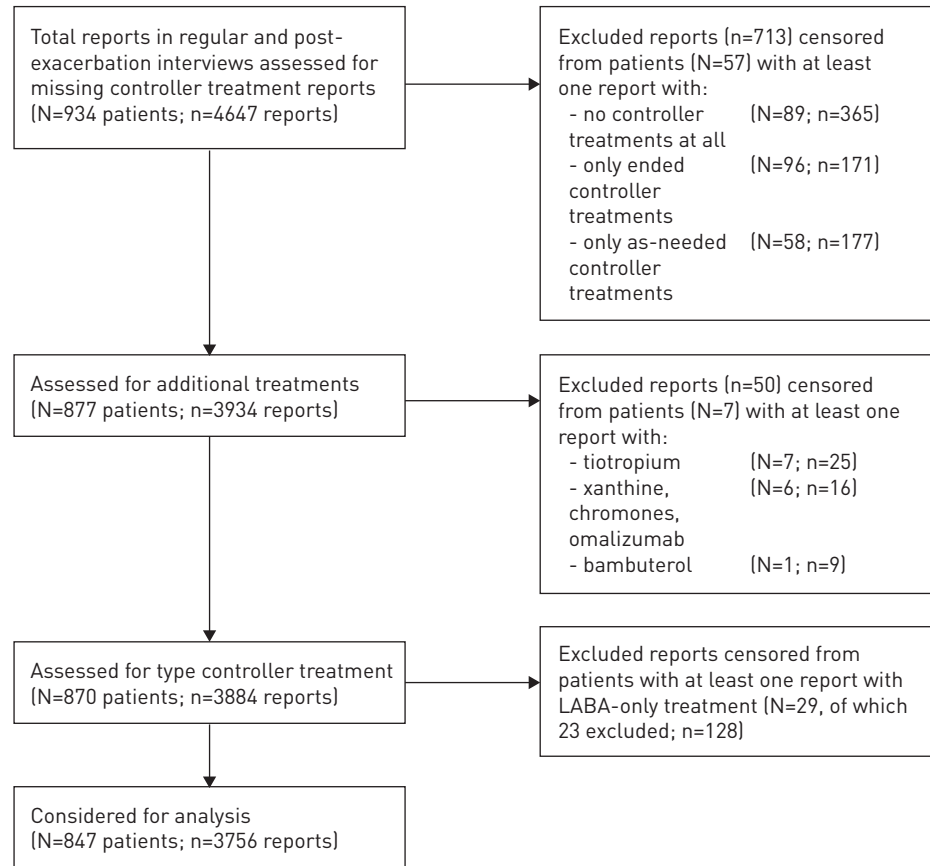 Total reports in regular and post-
exacerbation interviews assessed for
missing controller treatment reports
(N=934 patients; n=4647 reports)
Excluded reports (n=713) censored
from patients (N=57) with at least
one report with:
- no controller (N=89; n=365)
treatments at all
- only ended (N=96; n=171)
controller
treatments
- only as-needed (N=58; n=177)
controller
treatments
Assessed for additional treatments
(N=877 patients; n=3934 reports)
Excluded reports (n=50) censored
from patients (N=7) with at least one
report with:
- tiotropium (N=7; n=25)
- xanthine, (N=6; n=16)
chromones,
omalizumab
- bambuterol (N=1; n=9)
Assessed for type controller treatment
(N=870 patients; n=3884 reports)
Excluded reports censored from
patients with at least one report with
LABA-only treatment (N=29, of which
23 excluded; n=128)
Considered for analysis
(N=847 patients; n=3756 reports)